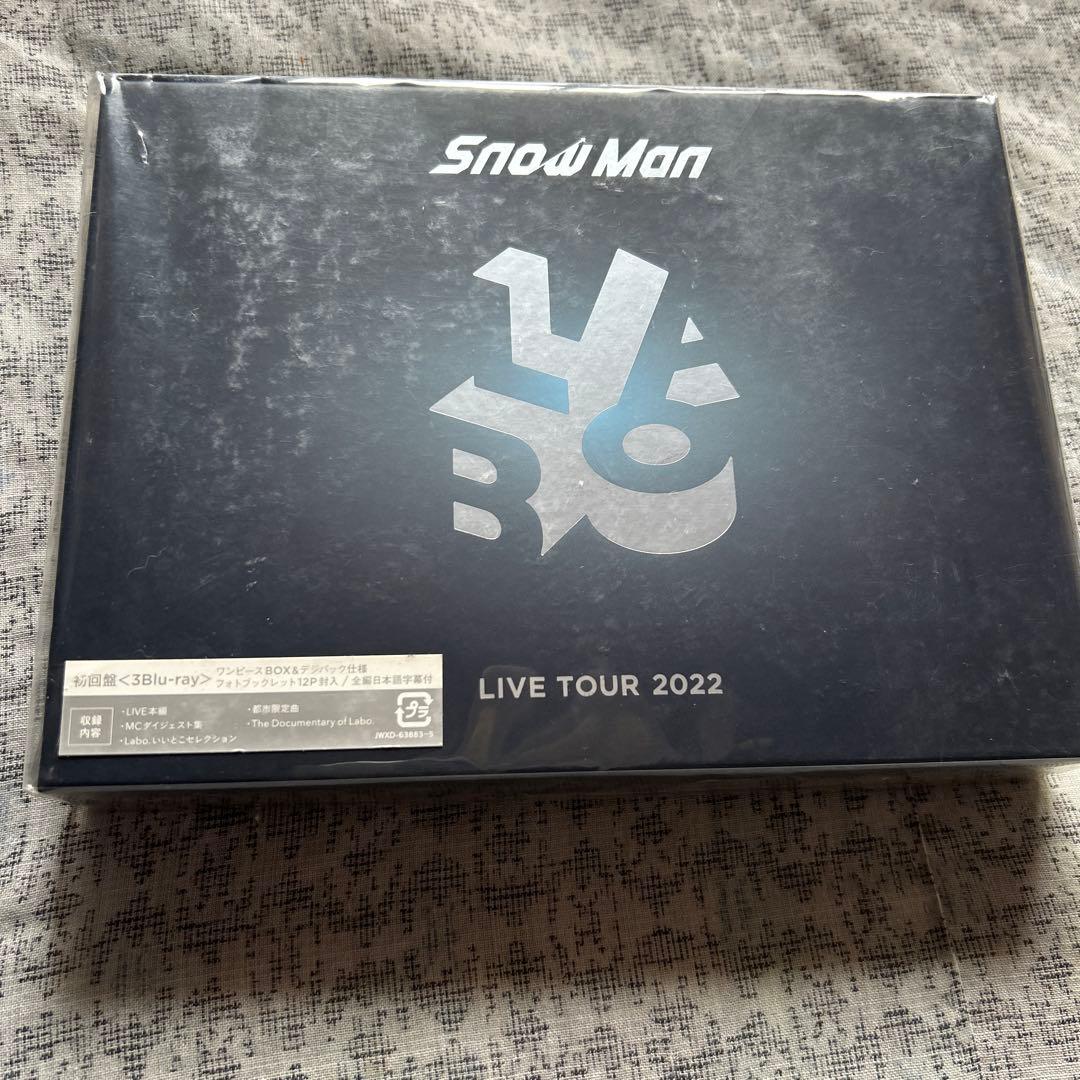 Snow Man
LABO
LIVE TOUR 2022
初回盤<3Blu-ray>
ワンピースBOX&デジパック仕様
フォトブックレット12P封入 / 全編日本語字幕付
収録
内容
・LIVE本編
・MCダイジェスト集
・Labo.いいとこセレクション
・都市限定曲
・The Documentary of Labo.
プラ
JWXD-63883~5